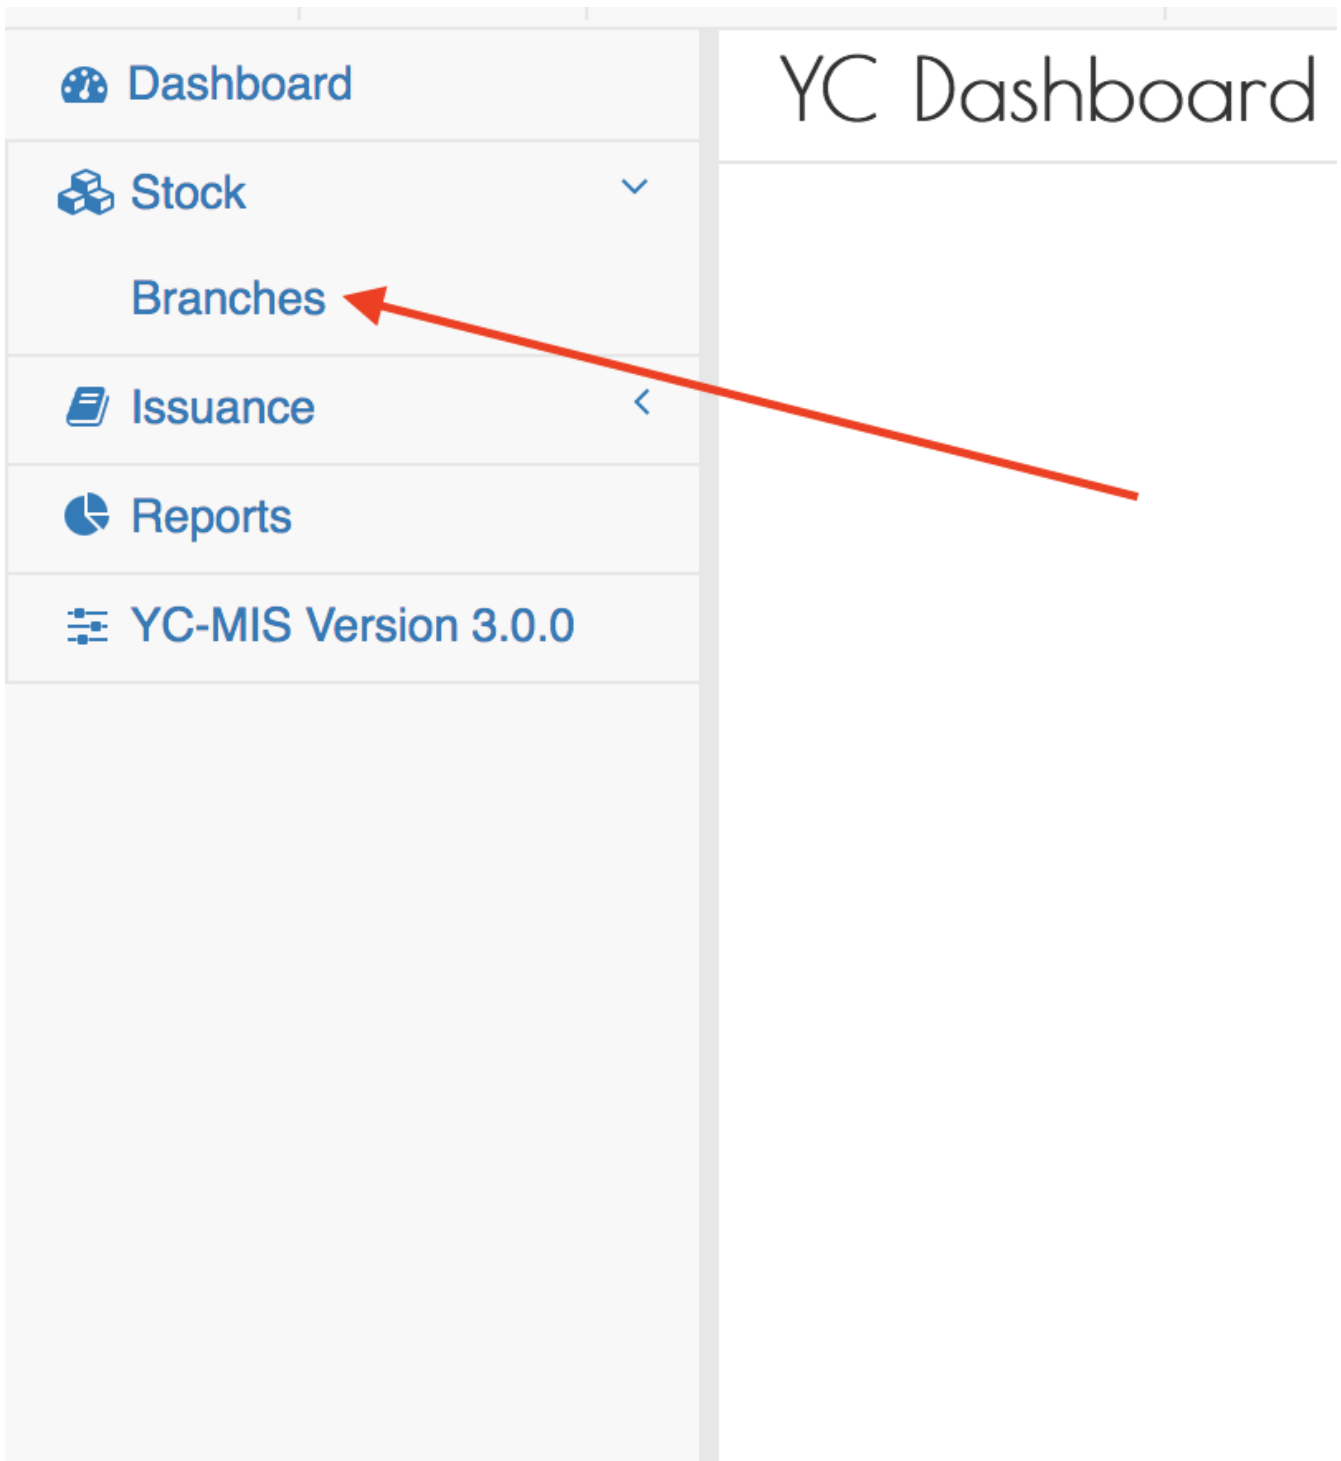 Dashboard
Stock
Branches
Issuance
Reports
YC-MIS Version 3.0.0
YC Dashboard